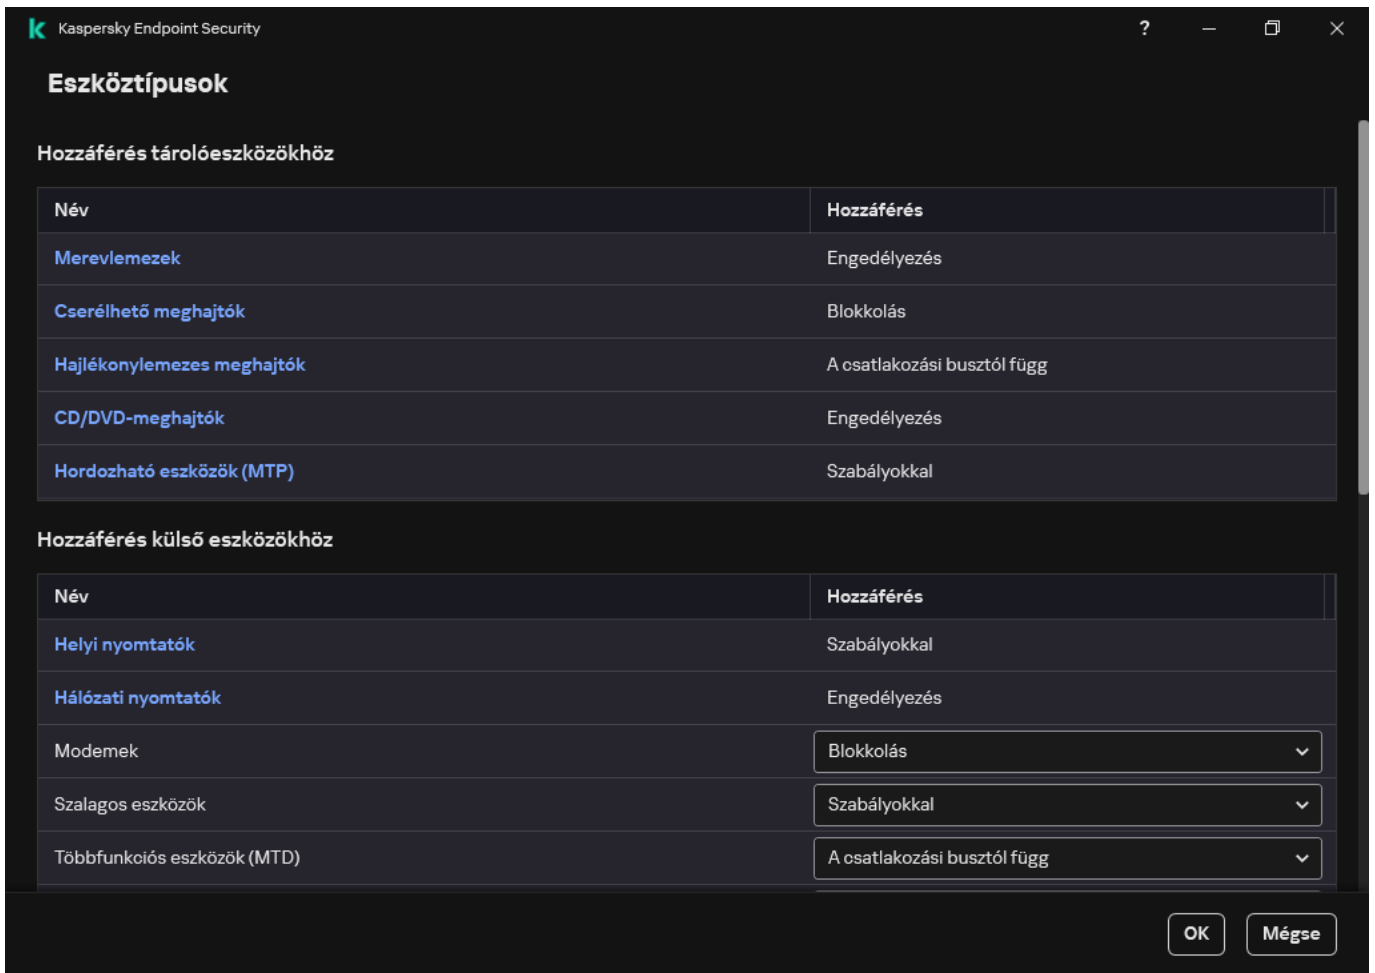 Kaspersky Endpoint Security
?
Eszköztípusok
Hozzáférés tárolóeszközökhöz
Név Hozzáférés
Merevlemezek Engedélyezés
Cserélhető meghajtók Blokkolás
Hajlékonylemezes meghajtók A csatlakozási busztól függ
CD/DVD-meghajtók Engedélyezés
Hordozható eszközök (MTP) Szabályokkal
Hozzáférés külső eszközökhöz
Név Hozzáférés
Helyi nyomtatók Szabályokkal
Hálózati nyomtatók Engedélyezés
Modemek Blokkolás
Szalagos eszközök Szabályokkal
Többfunkciós eszközök (MTD) A csatlakozási busztól függ
OK Mégse